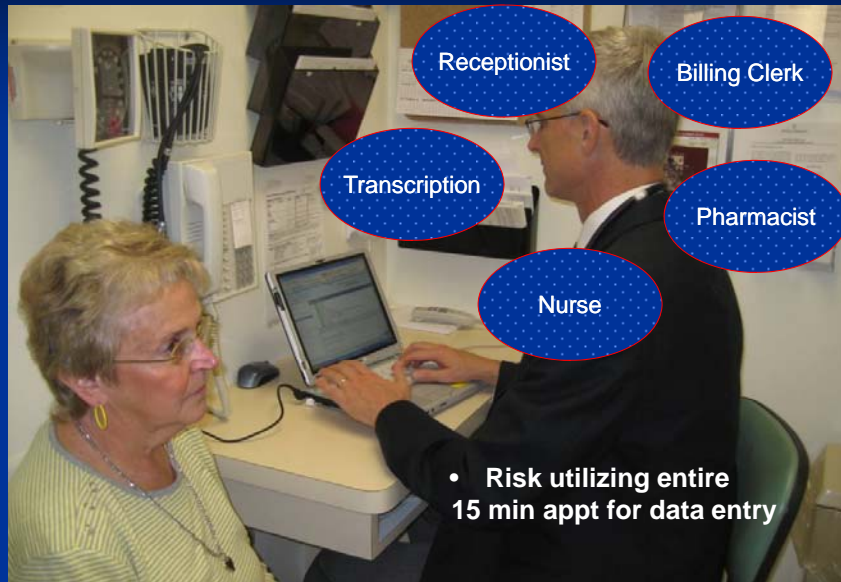 Receptionist
Billing Clerk
Transcription
Pharmacist
Nurse
• Risk utilizing entire
15 min appt for data entry